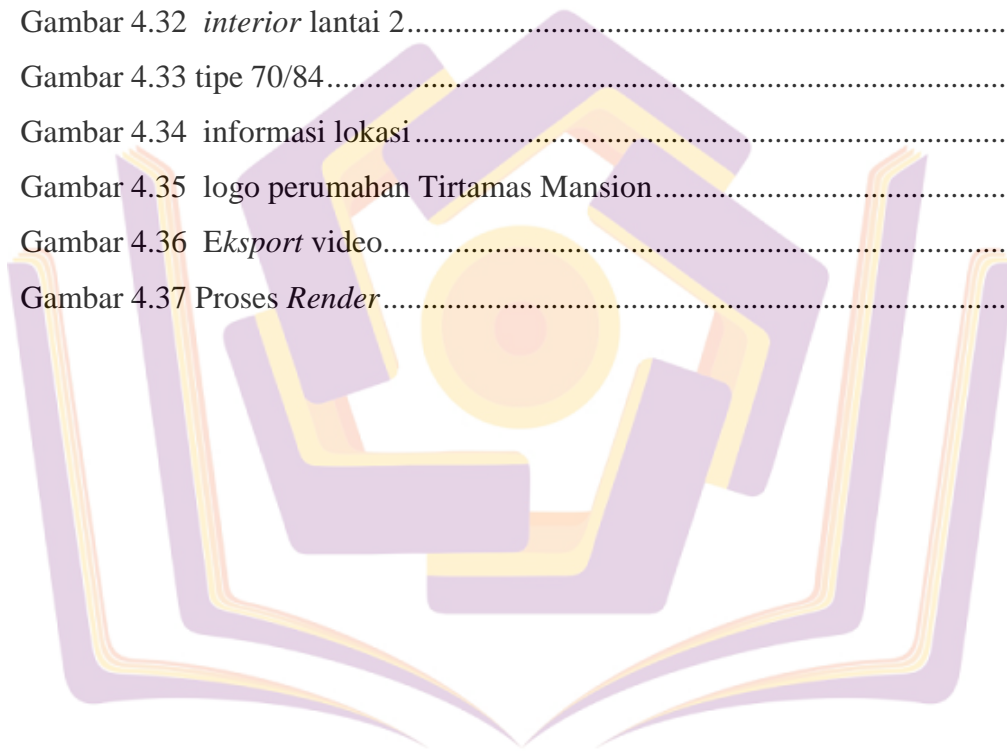 Gambar 4.32 interior lantai 2........................................................................
Gambar 4.33 tipe 70/84..................................................................................
Gambar 4.34 informasi lokasi.......................................................................
Gambar 4.35 logo perumahan Tirtamas Mansion.................................
Gambar 4.36 Eksport video...........................................................................
Gambar 4.37 Proses Render...........................................................................